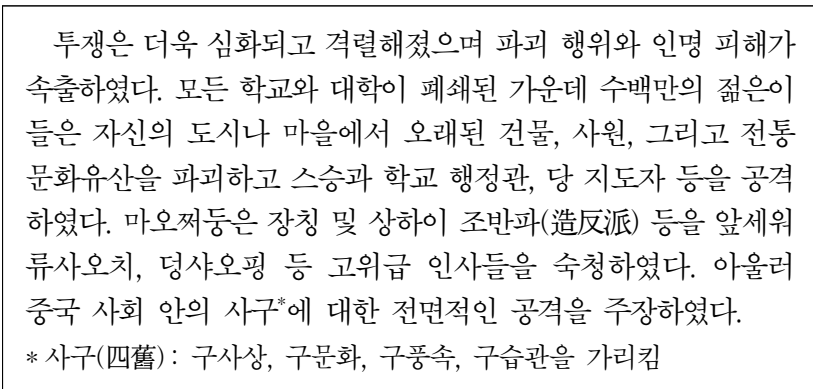 투쟁은 더욱 심화되고 격렬해졌으며 파괴 행위와 인명 피해가
속출하였다. 모든 학교와 대학이 폐쇄된 가운데 수백만의 젊은이
들은 자신의 도시나 마을에서 오래된 건물, 사원, 그리고 전통
문화유산을 파괴하고 스승과 학교 행정관, 당 지도자 등을 공격
하였다. 마오쩌둥은 장칭 및 상하이 조반파(造反派) 등을 앞세워
류사오치, 덩샤오핑 등 고위급 인사들을 숙청하였다. 아울러
중국 사회 안의 사구*에 대한 전면적인 공격을 주장하였다.
* 사구(四舊) : 구사상, 구문화, 구풍속, 구습관을 가리킴